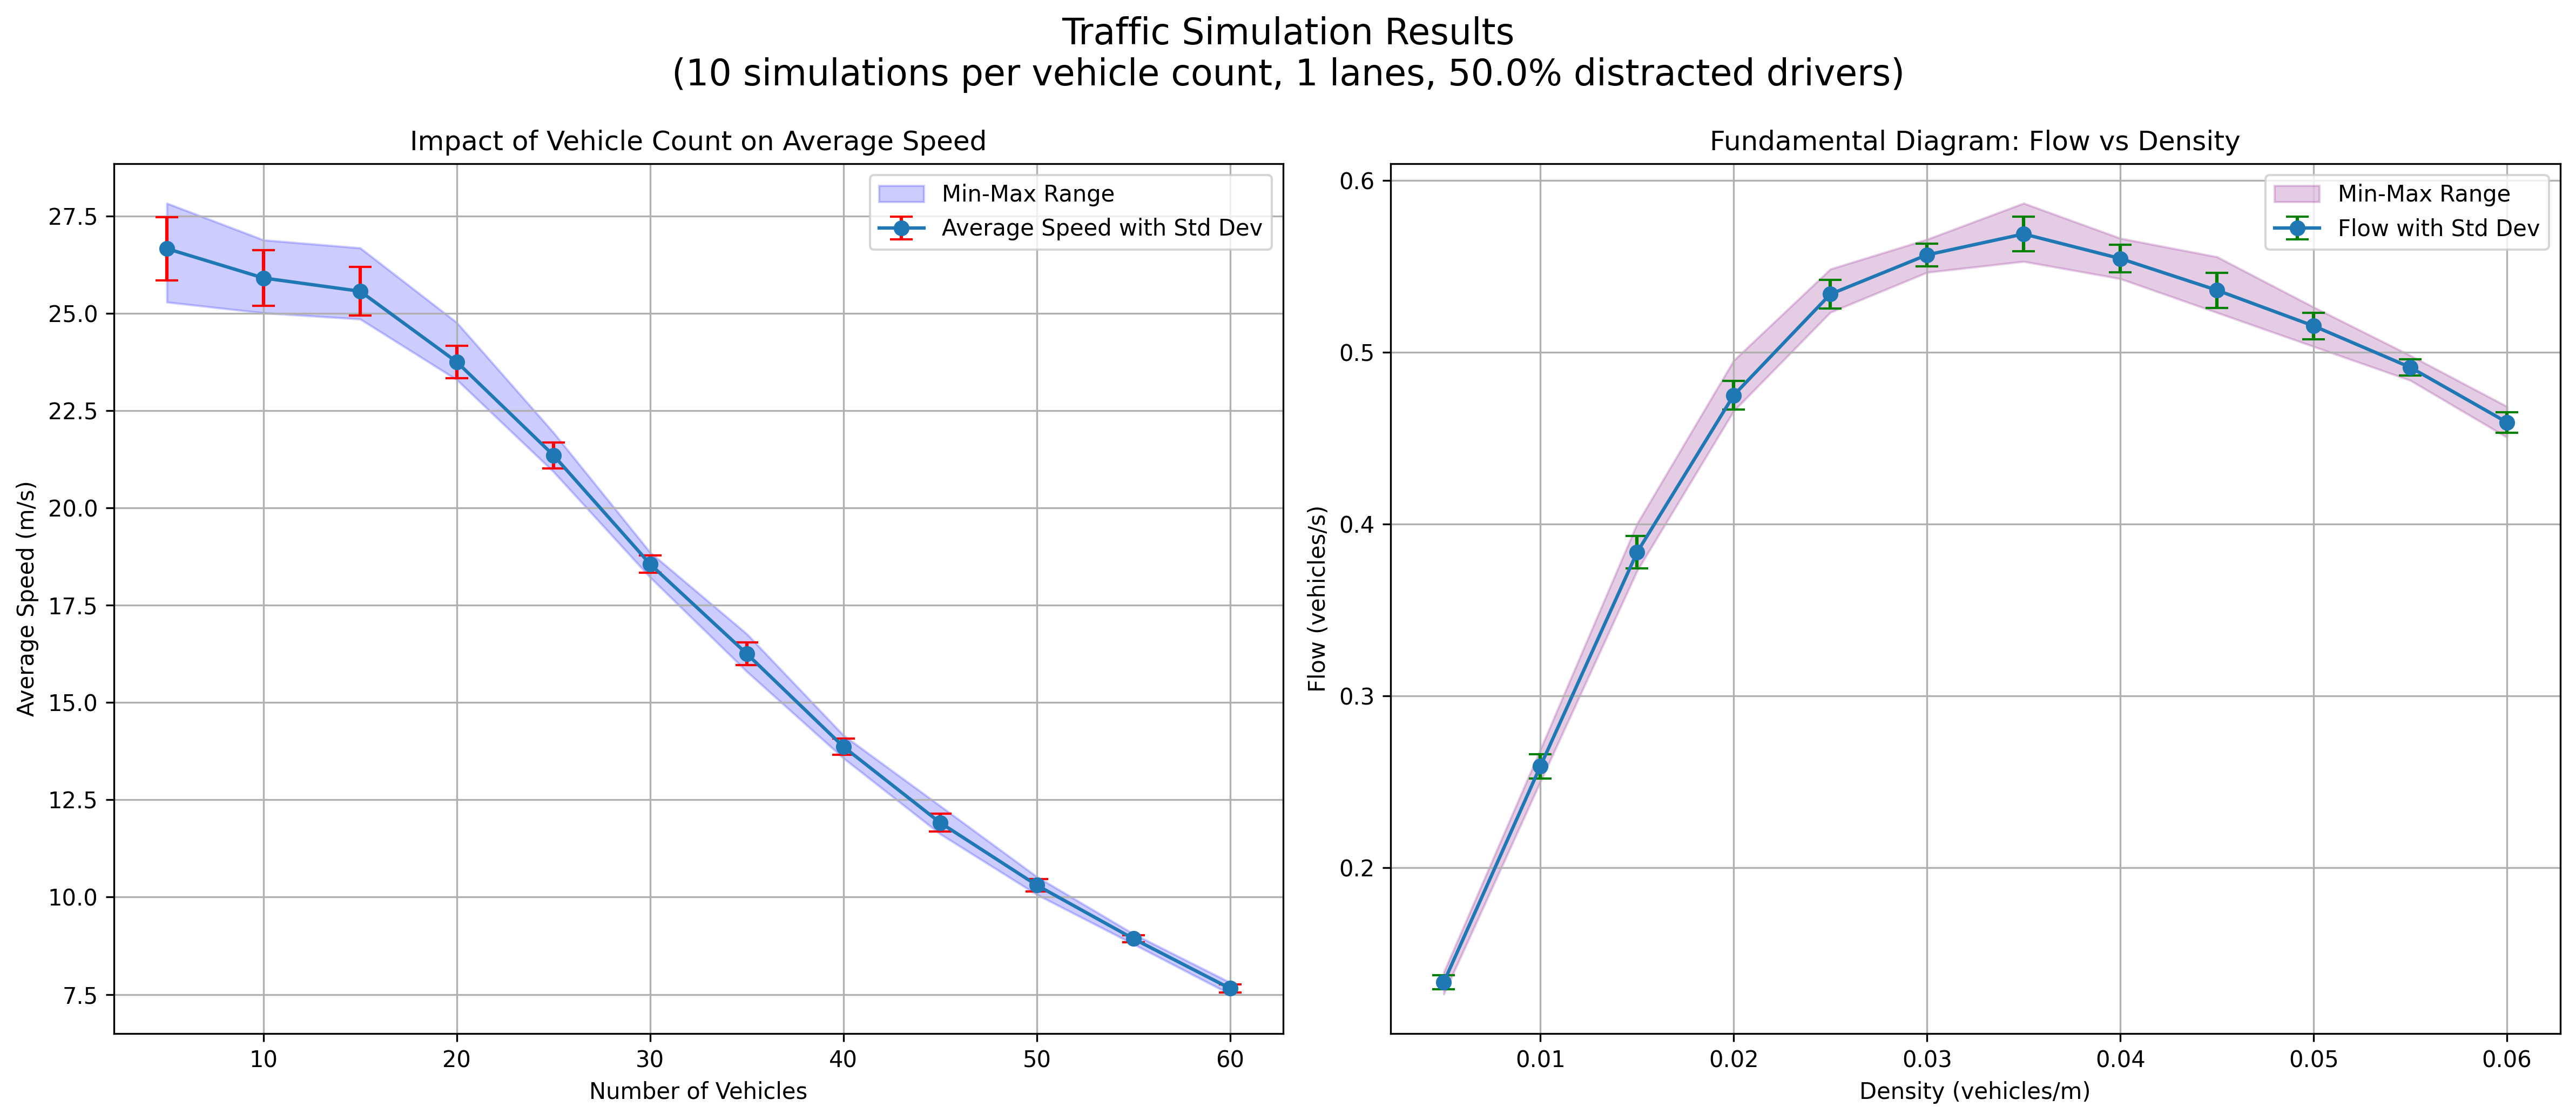 Traffic Simulation Results
(10 simulations per vehicle count, 1 lanes, 50.0% distracted drivers)
Impact of Vehicle Count on Average Speed
Min-Max Range
Average Speed with Std Dev
27.5
25.0
22.5
20.0
17.5
15.0
12.5
10.0
7.5
Average Speed (m/s)
10 20 30 40 50 60
Number of Vehicles
Fundamental Diagram: Flow vs Density
Min-Max Range
Flow with Std Dev
0.6
0.5
0.4
0.3
0.2
Flow (vehicles/s)
0.01 0.02 0.03 0.04 0.05 0.06
Density (vehicles/m)